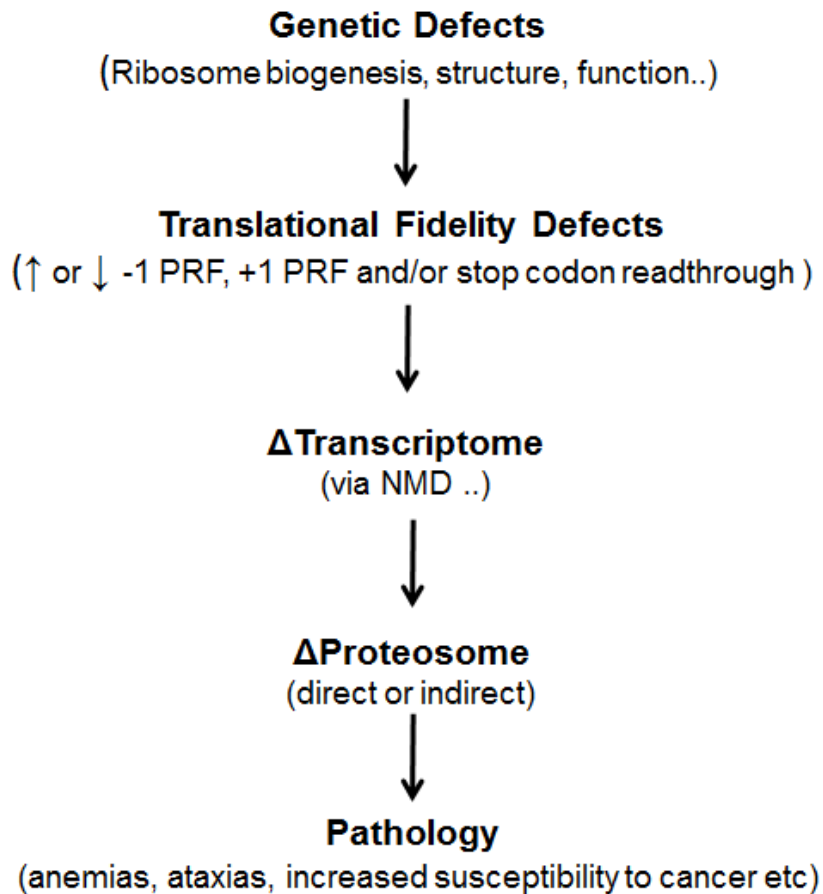 Genetic Defects
(Ribosome biogenesis, structure, function..)
Translational Fidelity Defects
(↑ or ↓ -1 PRF, +1 PRF and/or stop codon readthrough )
ΔTranscriptome
(via NMD ..)
ΔProteosome
(direct or indirect)
Pathology
(anemias, ataxias, increased susceptibility to cancer etc)